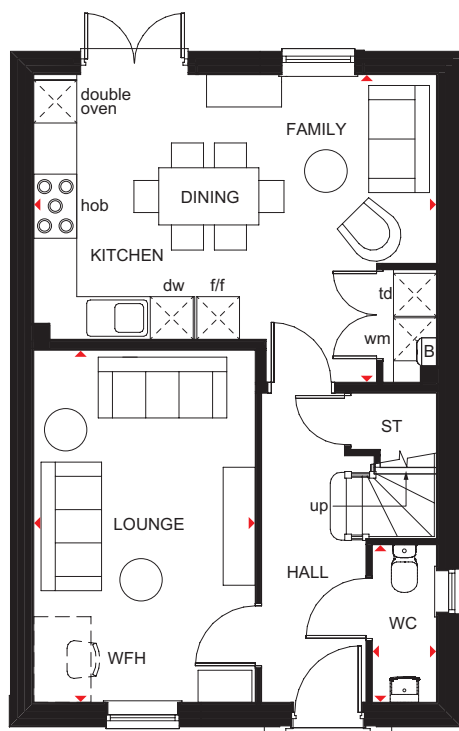 double
oven
FAMILY
hob
DINING
KITCHEN
dw
f/f
td
wm
B
ST
up
LOUNGE
HALL
WC
WFH